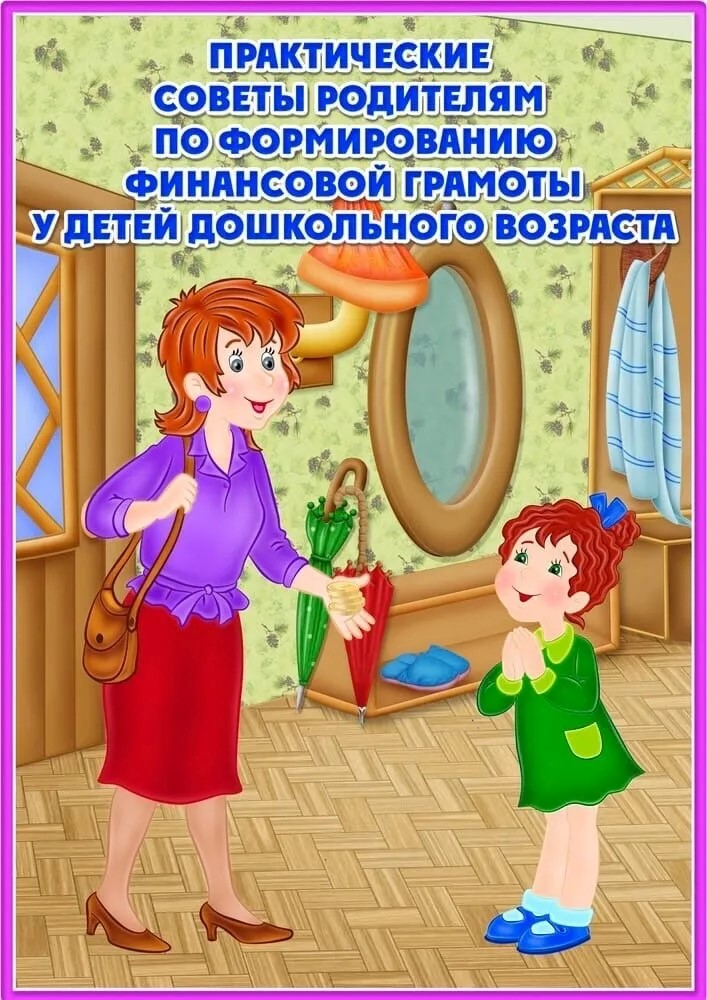 ПРАКТИЧЕСКИЕ
СОВЕТЫ РОДИТЕЛЯМ
ПО ФОРМИРОВАНИЮ
ФИНАНСОВОЙ ГРАМОТЫ
У ДЕТЕЙ ДОШКОЛЬНОГО ВОЗРАСТА